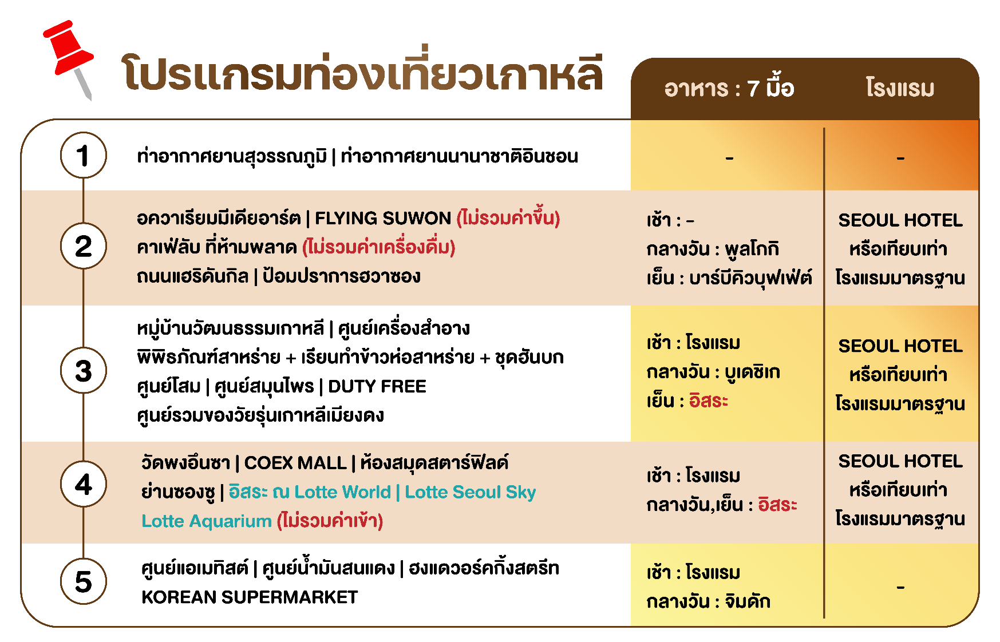 โปรแกรมท่องเที่ยวเกาหลี
อาหาร : 7 มื้อ
โรงแรม
1
ท่าอากาศยานสุวรรณภูมิ | ท่าอากาศยานนานาชาติอินชอน
-
-
2
อควาเรียมมีเดียอาร์ต | FLYING SUWON (ไม่รวมค่าขึ้น)
คาเฟ่ลับ ที่ห้ามพลาด (ไม่รวมค่าเครื่องดื่ม)
ถนนแฮริดันกิล | ป้อมปราการฮวาซอง
เช้า : -
กลางวัน : พูลโกกิ
เย็น : บาร์บีคิวบุฟเฟ่ต์
SEOUL HOTEL
หรือเทียบเท่า
โรงแรมมาตรฐาน
3
หมู่บ้านวัฒนธรรมเกาหลี | ศูนย์เครื่องสำอาง
พิพิธภัณฑ์สาหร่าย + เรียนทำข้าวห่อสาหร่าย + ชุดฮันบก
ศูนย์โสม | ศูนย์สมุนไพร | DUTY FREE
ศูนย์รวมของวัยรุ่นเกาหลีเมียงดง
เช้า : โรงแรม
กลางวัน : บูเดชิเก
เย็น : อิสระ
SEOUL HOTEL
หรือเทียบเท่า
โรงแรมมาตรฐาน
4
วัดพงอึนซา | COEX MALL | ห้องสมุดสตาร์ฟิลด์
ย่านซองซู | อิสระ ณ Lotte World | Lotte Seoul Sky
Lotte Aquarium (ไม่รวมค่าเข้า)
เช้า : โรงแรม
กลางวัน,เย็น : อิสระ
SEOUL HOTEL
หรือเทียบเท่า
โรงแรมมาตรฐาน
5
ศูนย์แอเมทิสต์ | ศูนย์น้ำมันสนแดง | ฮงแดวอร์คกิ้งสตรีท
KOREAN SUPERMARKET
เช้า : โรงแรม
กลางวัน : จิมดัก
-